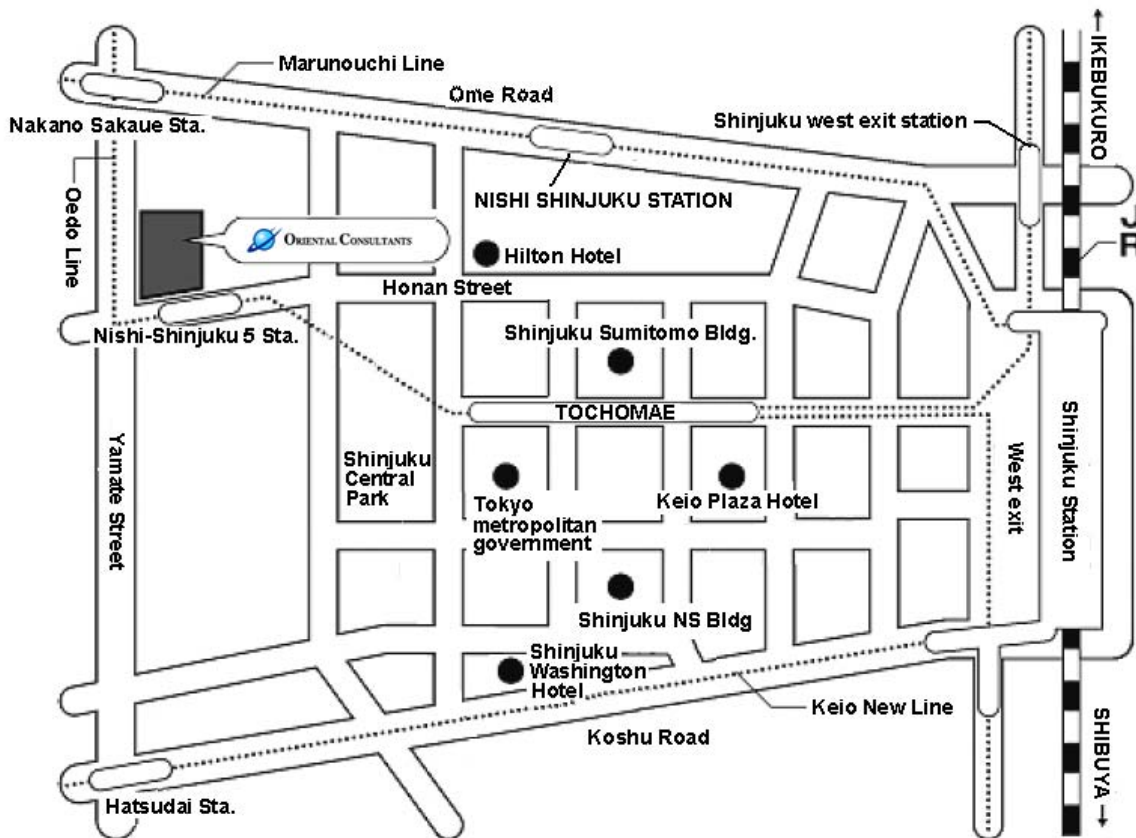 IKEBUKURO
Marunouchi Line
Ome Road
Nakano Sakaue Sta.
Shinjuku west exit station
NISHI SHINJUKU STATION
Oedo Line
ORIENTAL CONSULTANTS
JR
Hilton Hotel
Honan Street
Nishi-Shinjuku 5 Sta.
Shinjuku Sumitomo Bldg.
TOCHOMAE
Yamate Street
Shinjuku
Central
Park
Tokyo
metropolitan
government
Keio Plaza Hotel
West exit
Shinjuku Station
Shinjuku NS Bldg
Shinjuku
Washington
Hotel
Keio New Line
Koshu Road
Hatsudai Sta.
SHIBUYA